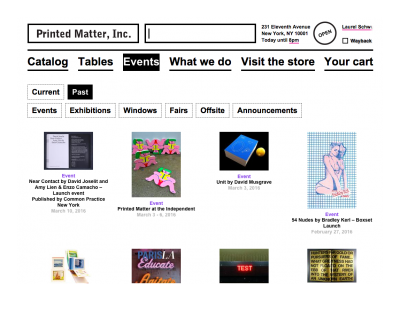 Printed Matter, Inc.
231 Eleventh Avenue
New York, NY 10001
Today until 8pm
OPEN
Laurel Schw
Wayback
Catalog Tables Events What we do Visit the store Your cart
Current Past
Events Exhibitions Windows Fairs Offsite Announcements
Event
Near Contact by David Joselit and
Amy Lien & Enzo Camacho –
Launch event
Published by Common Practice
New York
March 10, 2016
Event
Printed Matter at the Independent
March 3 - 6, 2016
Event
Unit by David Musgrave
March 3, 2016
Event
54 Nudes by Bradley Kerl – Boxset
Launch
February 27, 2016
PARIS LA
Educate
TEST